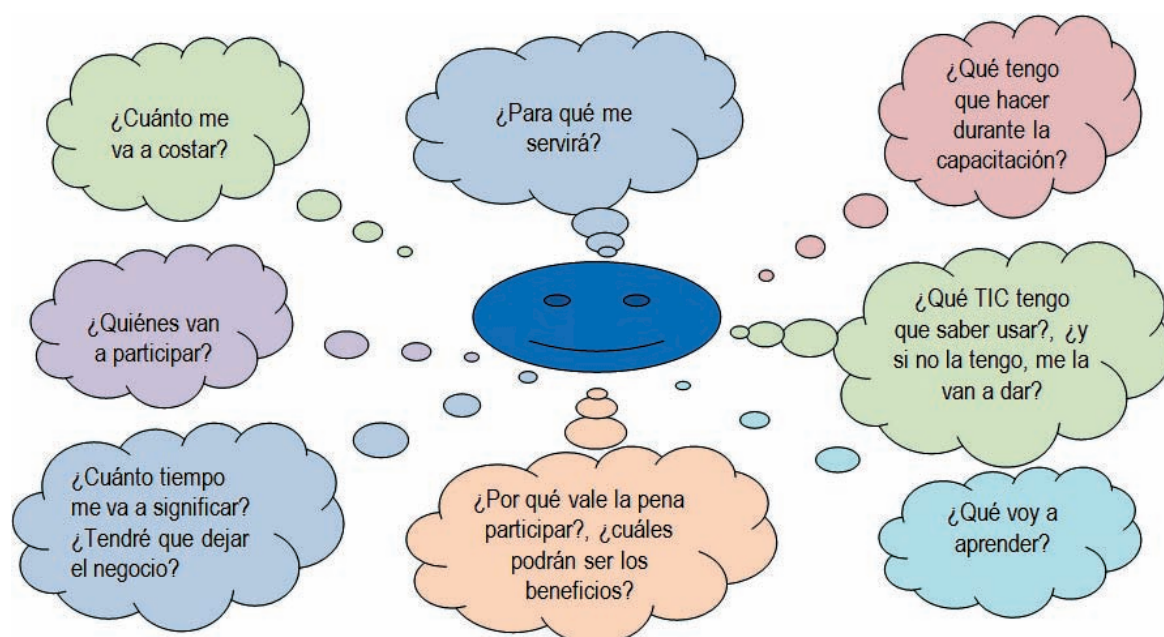 ¿Cuánto me
va a costar?
¿Para qué me
servirá?
¿Qué tengo
que hacer
durante la
capacitación?
¿Quiénes van
a participar?
¿Qué TIC tengo
que saber usar?, ¿y
si no la tengo, me la
van a dar?
¿Cuánto tiempo
me va a significar?
¿Tendré que dejar
el negocio?
¿Por qué vale la pena
participar?, ¿cuáles
podrán ser los
beneficios?
¿Qué voy a
aprender?